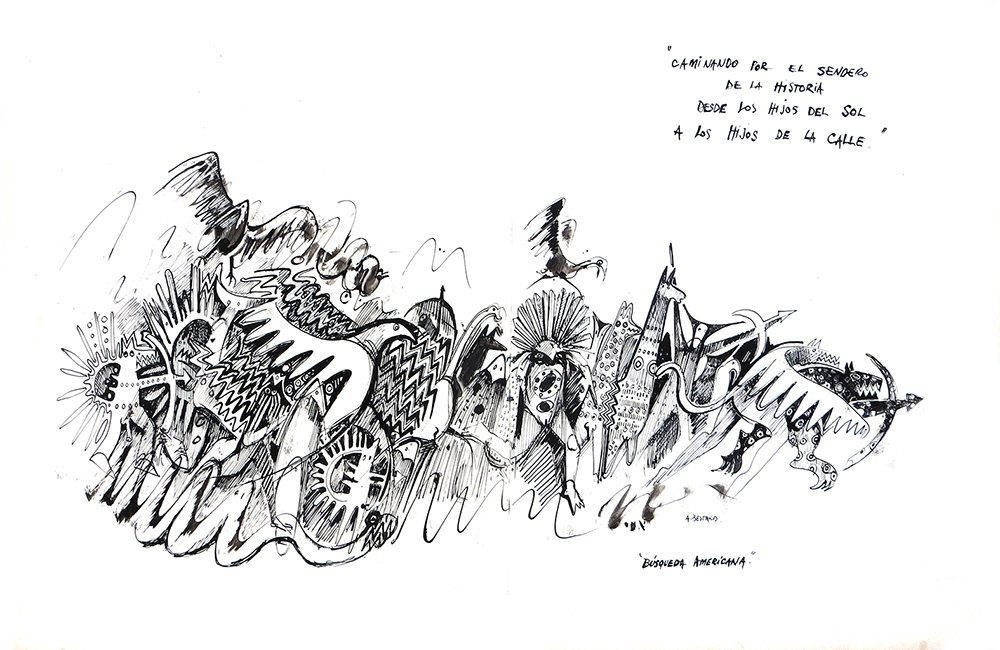 "CAMINANDO POR EL SENDERO
DE LA HISTORIA
DESDE LOS HIJOS DEL SOL
A LOS HIJOS DE LA CALLE."
"BÚSQUEDA AMERICANA."